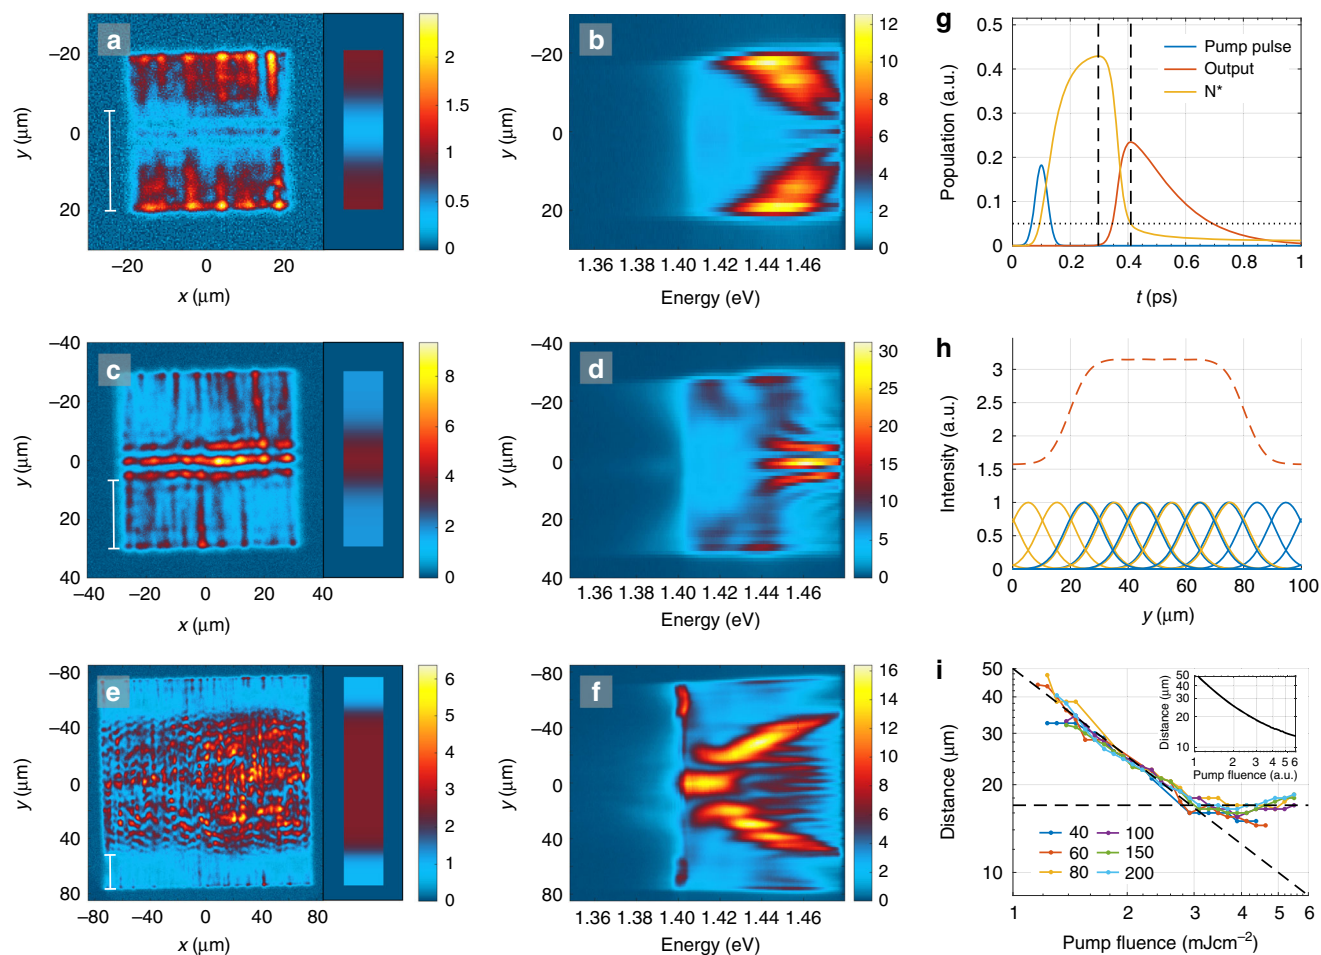 a
−20
0
20
y (μm)
−20
0
20
x (μm)
2
1.5
1
0.5
0
b
−20
0
20
y (μm)
1.36 1.38 1.40 1.42 1.44 1.46
Energy (eV)
12
10
8
6
4
2
0
g
0.5
0.4
0.3
0.2
0.1
0
Population (a.u.)
Pump pulse
Output
N*
0 0.2 0.4 0.6 0.8 1
t (ps)
c
−40
−20
0
20
40
y (μm)
−40 −20 0 20 40
x (μm)
8
6
4
2
0
d
−40
−20
0
20
40
y (μm)
1.36 1.38 1.40 1.42 1.44 1.46
Energy (eV)
30
25
20
15
10
5
0
h
3
2.5
2
1.5
1
0.5
0
Intensity (a.u.)
0 20 40 60 80 100
y (μm)
e
−80
−40
0
40
80
y (μm)
−80 −40 0 40 80
x (μm)
6
5
4
3
2
1
0
f
−80
−40
0
40
80
y (μm)
1.36 1.38 1.40 1.42 1.44 1.46
Energy (eV)
16
14
12
10
8
6
4
2
0
i
50
40
30
20
10
Distance (μm)
40 100
60 150
80 200
1 2 3 4 5 6
Pump fluence (mJcm⁻²)
50
40
30
20
10
Distance (μm)
1 2 3 4 5 6
Pump fluence (a.u.)